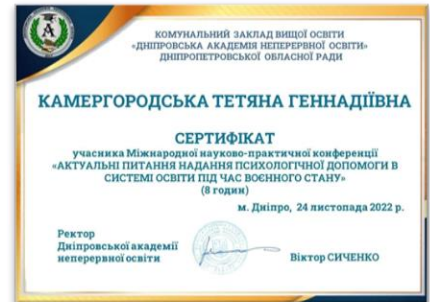 КОМУНАЛЬНИЙ ЗАКЛАД ВИЩОЇ ОСВІТИ
«ДНІПРОВСЬКА АКАДЕМІЯ НЕПЕРЕРВНОЇ ОСВІТИ»
ДНІПРОПЕТРОВСЬКОЇ ОБЛАСНОЇ РАДИ
КАМЕРГОРОДСЬКА ТЕТЯНА ГЕННАДІЇВНА
СЕРТИФІКАТ
учасника Міжнародної науково-практичної конференції
«АКТУАЛЬНІ ПИТАННЯ НАДАННЯ ПСИХОЛОГІЧНОЇ ДОПОМОГИ В
СИСТЕМІ ОСВІТИ ПІД ЧАС ВОЄННОГО СТАНУ»
(8 годин)
м. Дніпро, 24 листопада 2022 р.
Ректор
Дніпровської академії
неперервної освіти
Віктор СИЧЕНКО